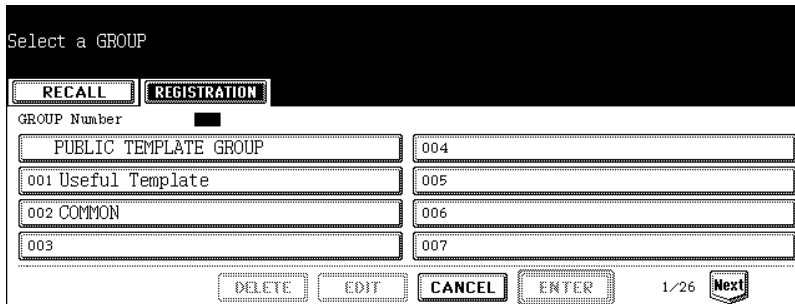 Select a GROUP
RECALL REGISTRATION
GROUP Number
PUBLIC TEMPLATE GROUP 004
001 Useful Template 005
002 COMMON 006
003 007
DELETE EDIT CANCEL ENTER 1/26 Next